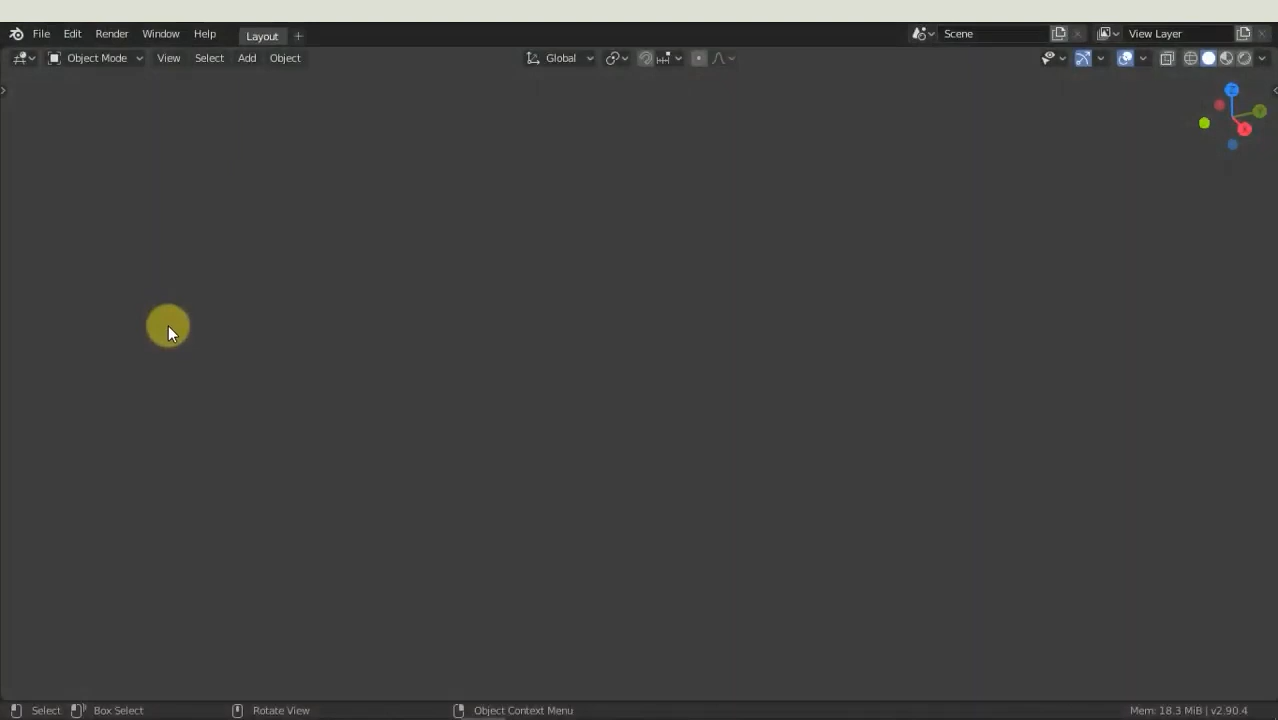 File Edit Render Window Help Layout + Scene View Layer
Object Mode View Select Add Object Global
Z
Y
X
Select Box Select Rotate View Object Context Menu Mem: 18.3 MiB | v2.90.4